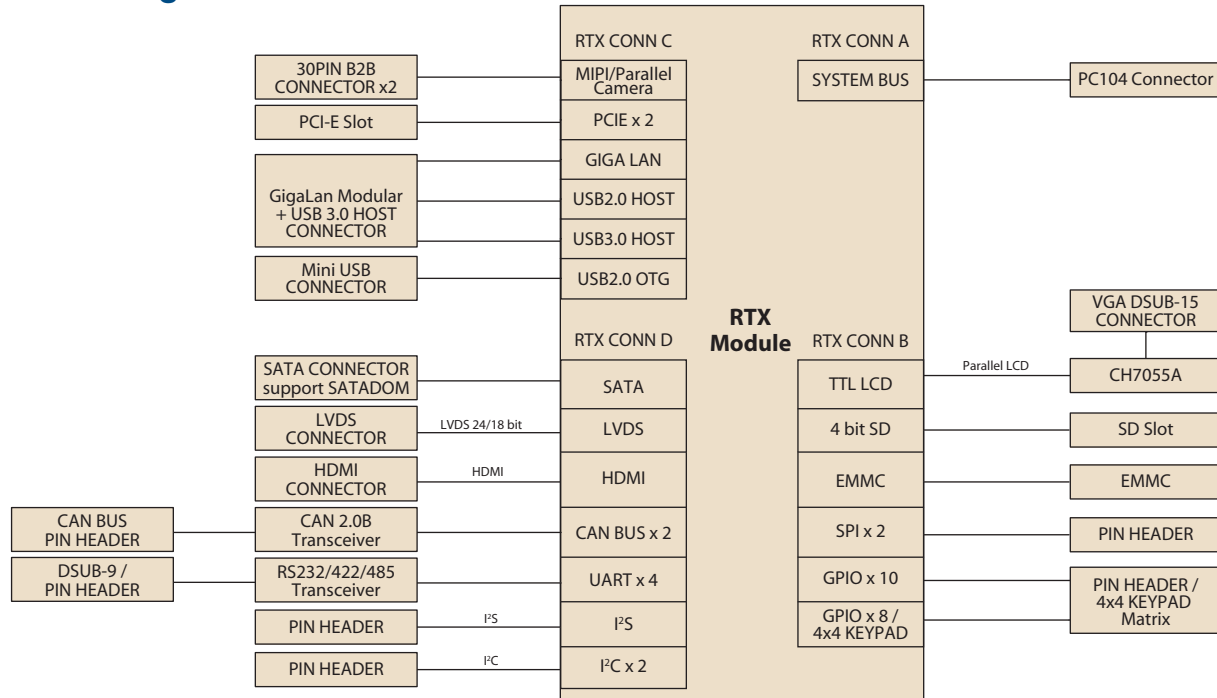 RTX CONN C
RTX CONN A
30PIN B2B
CONNECTOR x2
MIPI/Parallel
Camera
SYSTEM BUS
PC104 Connector
PCI-E Slot
PCIE x 2
GIGA LAN
GigaLan Modular
+ USB 3.0 HOST
CONNECTOR
USB2.0 HOST
USB3.0 HOST
Mini USB
CONNECTOR
USB2.0 OTG
RTX
Module
VGA DSUB-15
CONNECTOR
RTX CONN D
RTX CONN B
SATA CONNECTOR
support SATADOM
SATA
TTL LCD
Parallel LCD
CH7055A
LVDS
CONNECTOR
LVDS 24/18 bit
LVDS
4 bit SD
SD Slot
HDMI
CONNECTOR
HDMI
HDMI
EMMC
EMMC
CAN BUS
PIN HEADER
CAN 2.0B
Transceiver
CAN BUS x 2
SPI x 2
PIN HEADER
DSUB-9 /
PIN HEADER
RS232/422/485
Transceiver
UART x 4
GPIO x 10
PIN HEADER /
4x4 KEYPAD
Matrix
PIN HEADER
I²S
I²S
GPIO x 8 /
4x4 KEYPAD
PIN HEADER
I²C
I²C x 2